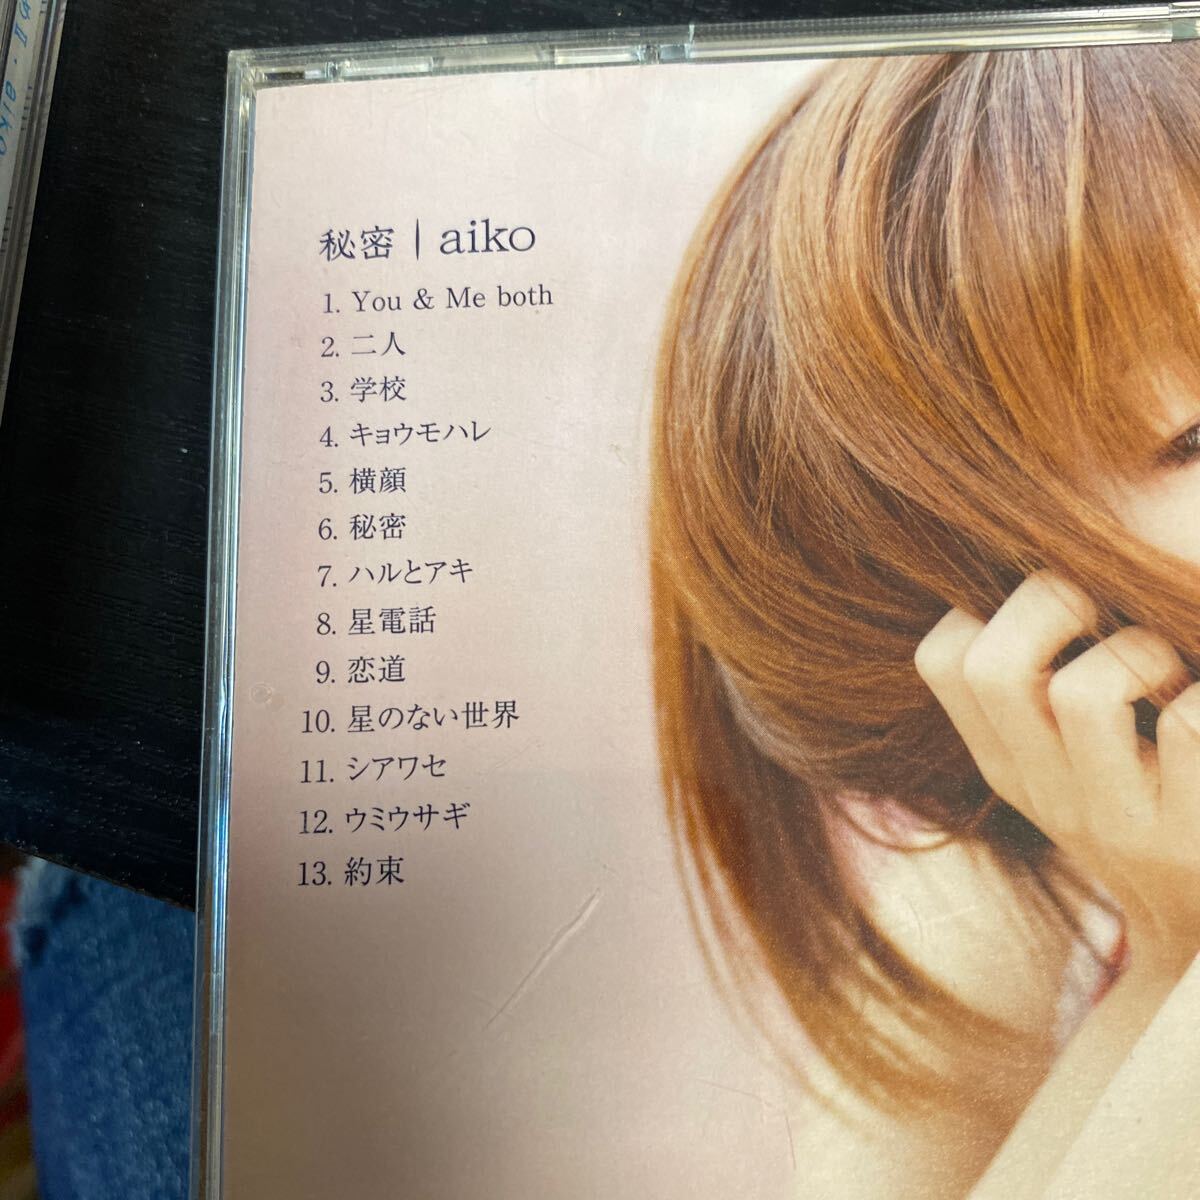 秘密 | aiko
1. You & Me both
2. 二人
3. 学校
4. キョウモハレ
5. 横顔
6. 秘密
7. ハルとアキ
8. 星電話
9. 恋道
10. 星のない世界
11. シアワセ
12. ウミウサギ
13. 約束
II・aiko